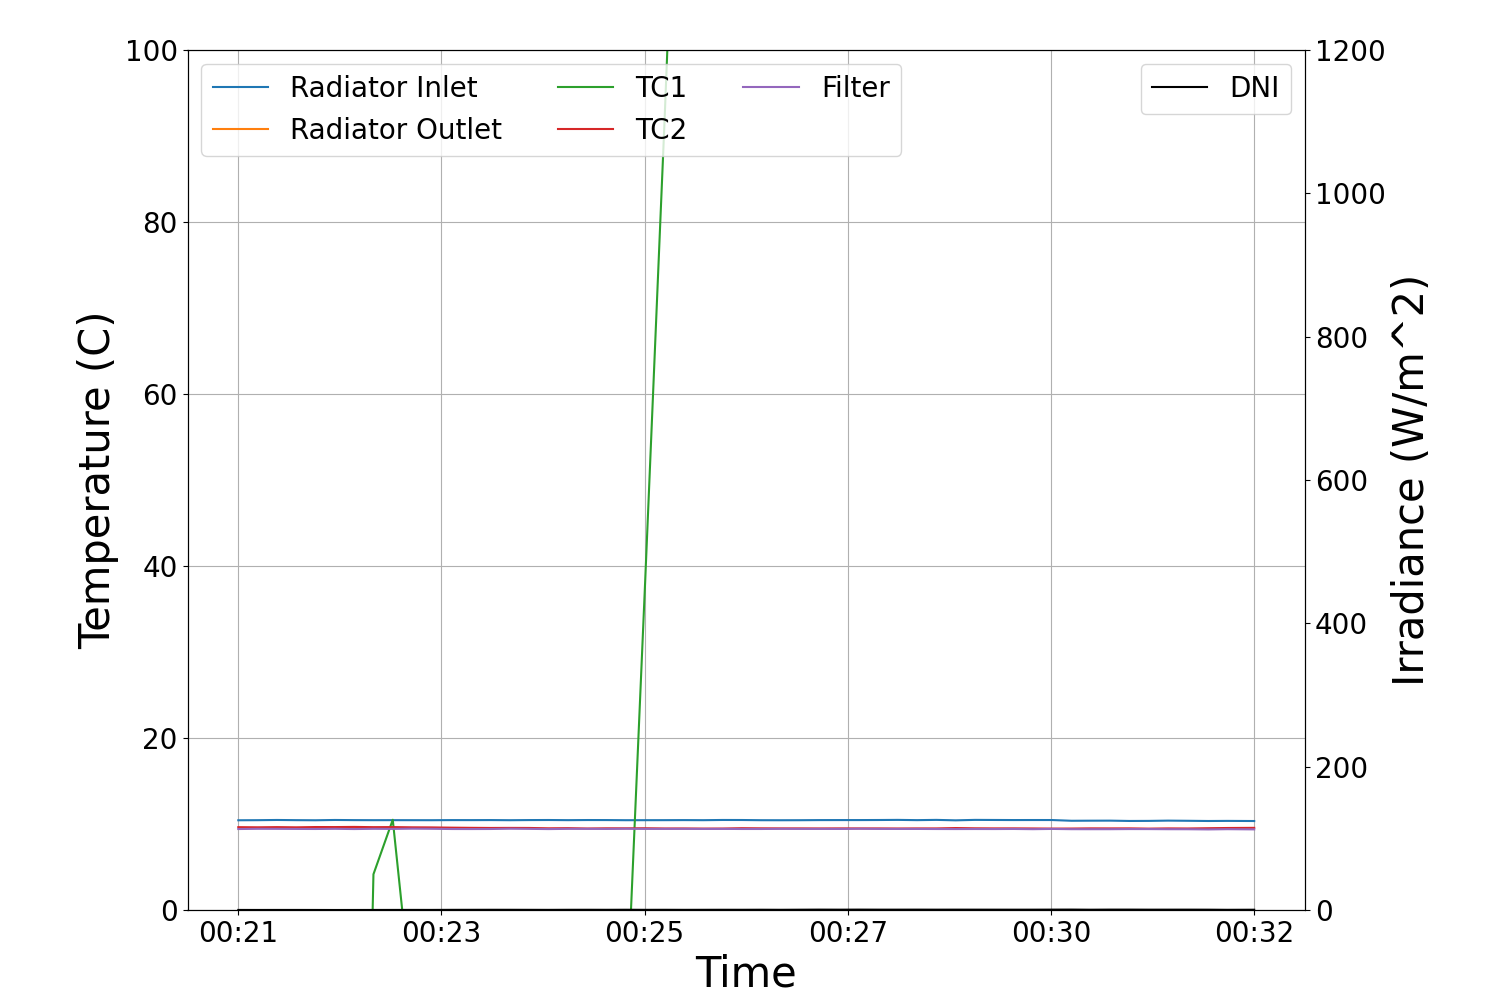 100
80
60
40
20
0
Temperature (C)
Radiator Inlet
Radiator Outlet
TC1
TC2
Filter
DNI
1200
1000
800
600
400
200
0
Irradiance (W/m^2)
00:21 00:23 00:25 00:27 00:30 00:32
Time